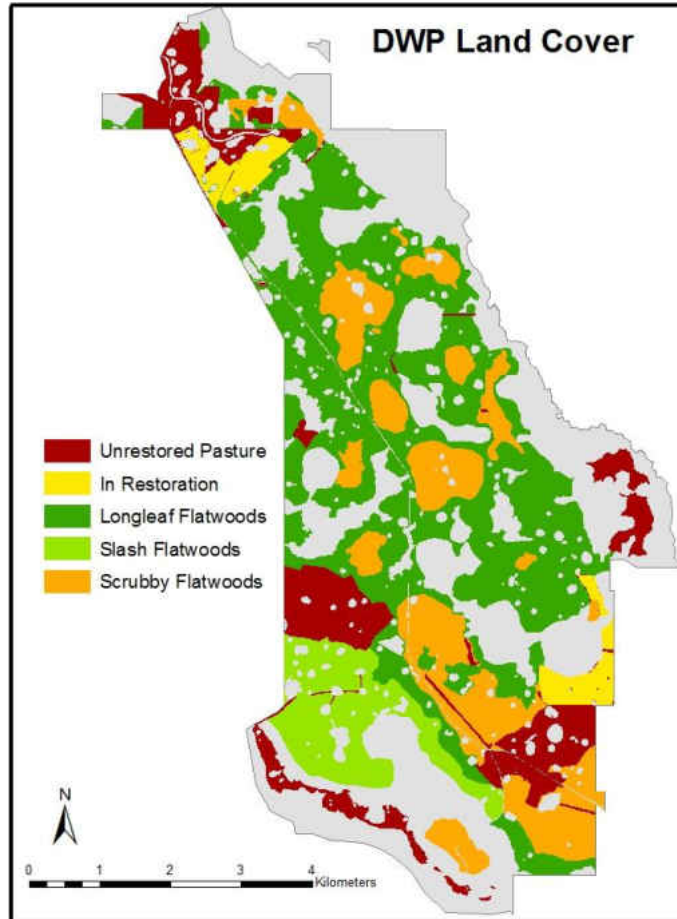 DWP Land Cover
Unrestored Pasture
In Restoration
Longleaf Flatwoods
Slash Flatwoods
Scrubby Flatwoods
N
0 1 2 3 4
Kilometers